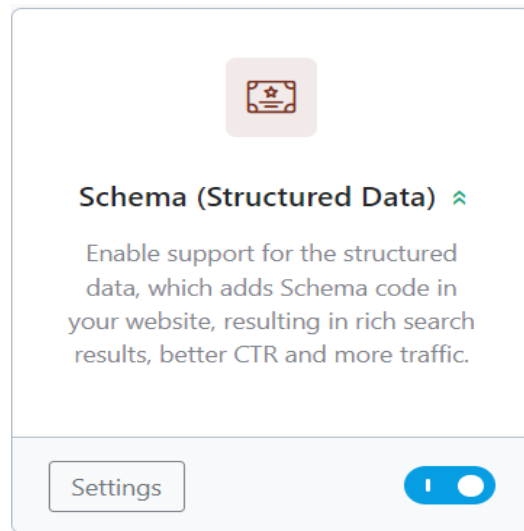 Schema (Structured Data)
Enable support for the structured
data, which adds Schema code in
your website, resulting in rich search
results, better CTR and more traffic.
Settings